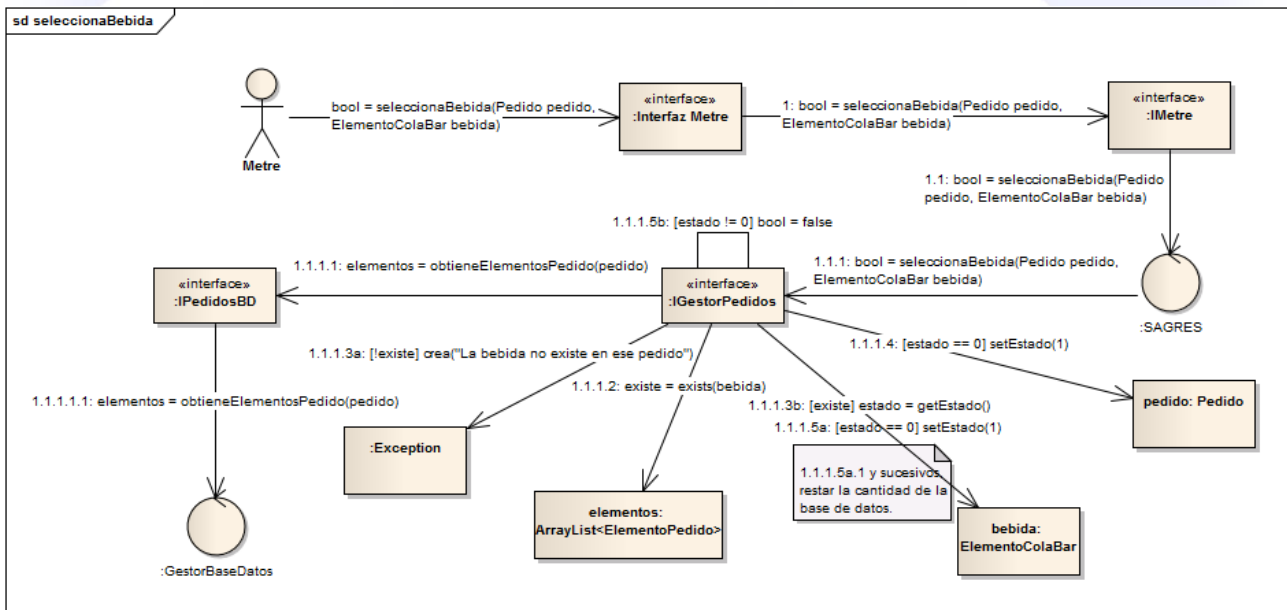 sd seleccionaBebida
Metre
bool = seleccionaBebida(Pedido pedido,
ElementoColaBar bebida)
«interface»
:Interfaz Metre
1: bool = seleccionaBebida(Pedido pedido,
ElementoColaBar bebida)
«interface»
:IMetre
1.1: bool = seleccionaBebida(Pedido
pedido, ElementoColaBar bebida)
:SAGRES
1.1.1: bool = seleccionaBebida(Pedido pedido,
ElementoColaBar bebida)
1.1.1.5b: [estado != 0] bool = false
«interface»
:IGestorPedidos
1.1.1.1: elementos = obtieneElementosPedido(pedido)
«interface»
:IPedidosBD
1.1.1.1.1: elementos = obtieneElementosPedido(pedido)
:GestorBaseDatos
1.1.1.3a: [!existe] crea("La bebida no existe en ese pedido")
:Exception
1.1.1.2: existe = exists(bebida)
elementos:
ArrayList<ElementoPedido>
1.1.1.3b: [existe] estado = getEstado()
1.1.1.5a: [estado == 0] setEstado(1)
1.1.1.5a.1 y sucesivos,
restar la cantidad de la
base de datos.
bebida:
ElementoColaBar
1.1.1.4: [estado == 0] setEstado(1)
pedido: Pedido